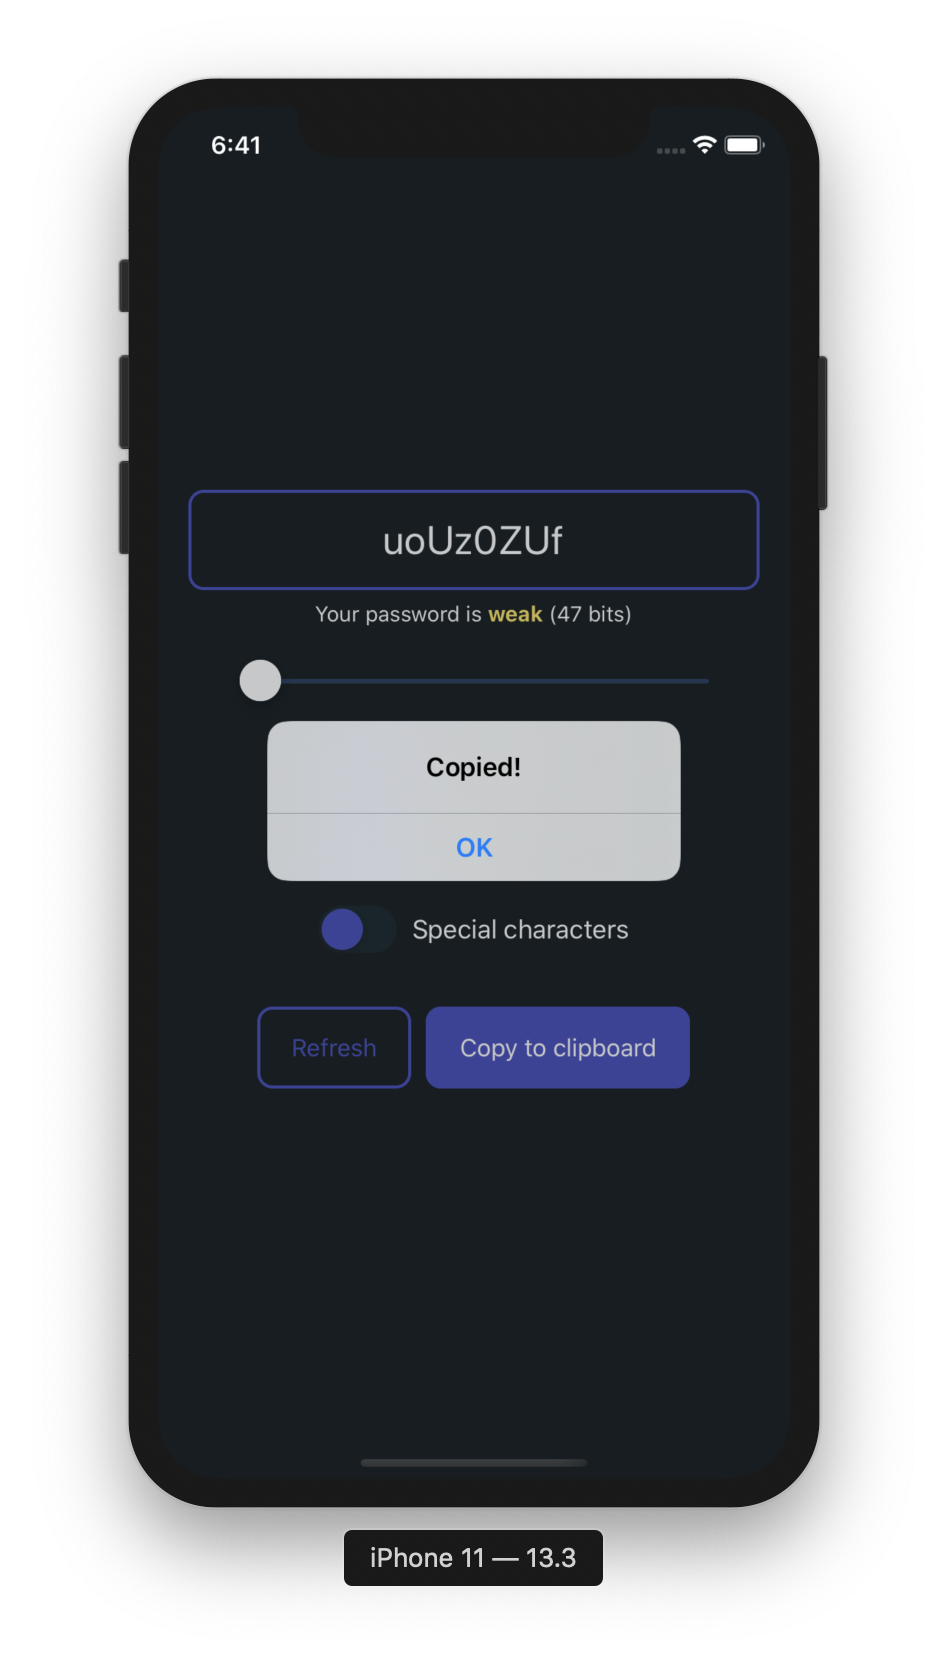 6:41
uoUz0ZUf
Your password is weak (47 bits)
Copied!
OK
Special characters
Refresh
Copy to clipboard
iPhone 11 — 13.3